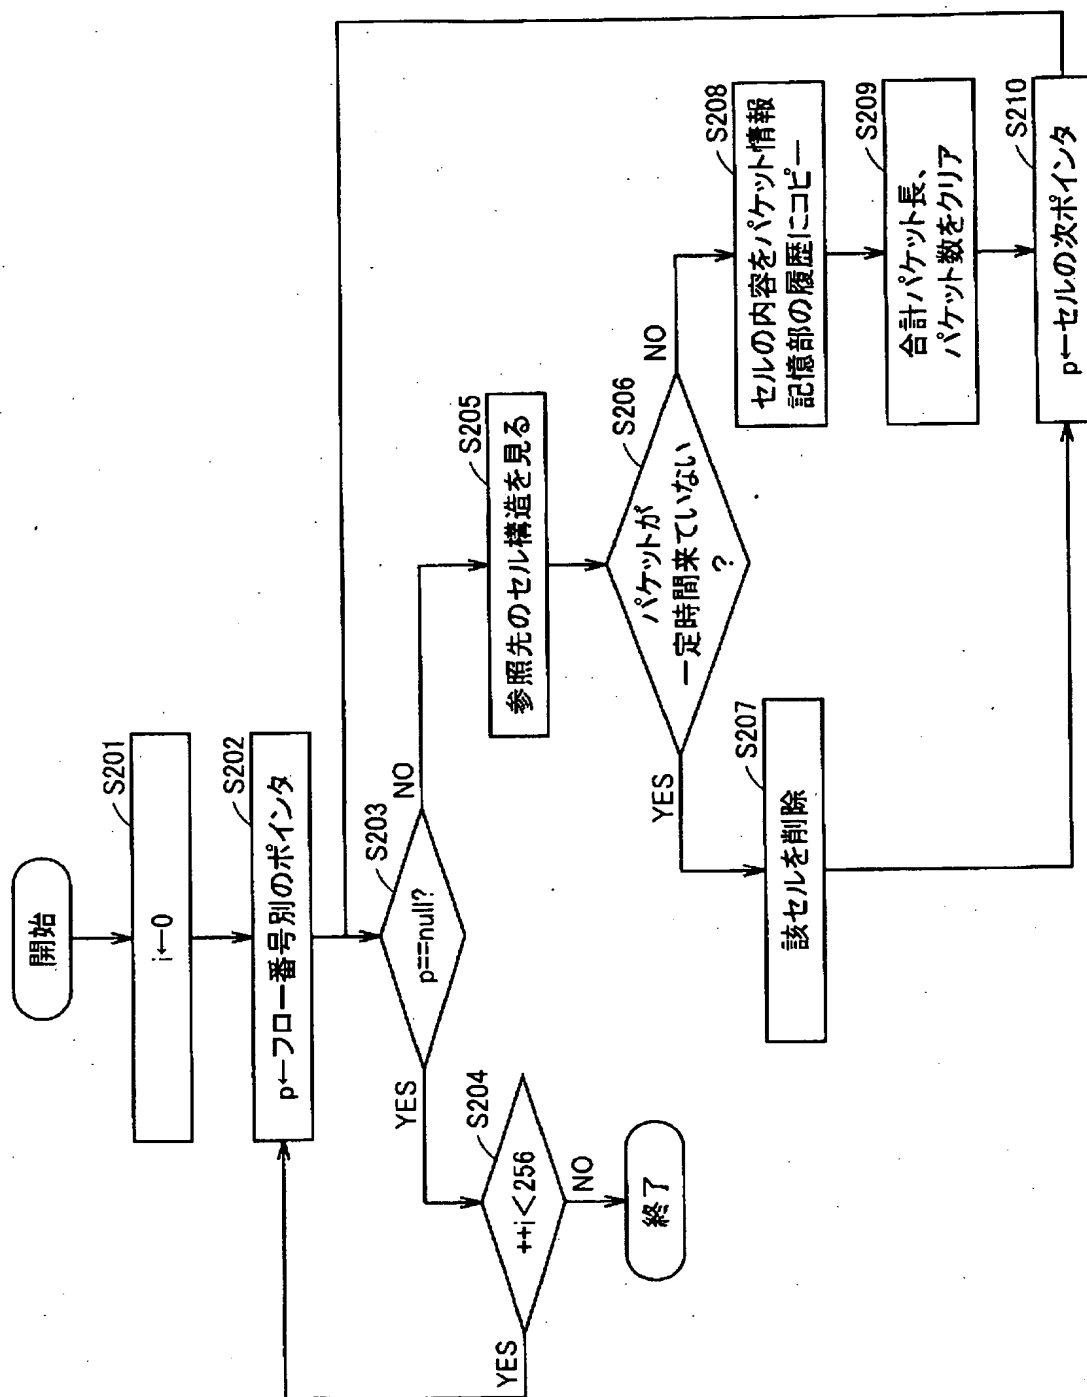 開始
S201
i←0
S202
p←フロー番号別のポインタ
S203
p==null?
YES
NO
S204
++i<256
YES
NO
終了
S205
参照先のセル構造を見る
S206
パケットが
一定時間来ていない
?
YES
NO
S207
該セルを削除
S208
セルの内容をパケット情報
記憶部の履歴にコピー
S209
合計パケット長、
パケット数をクリア
S210
p←セルの次ポインタ